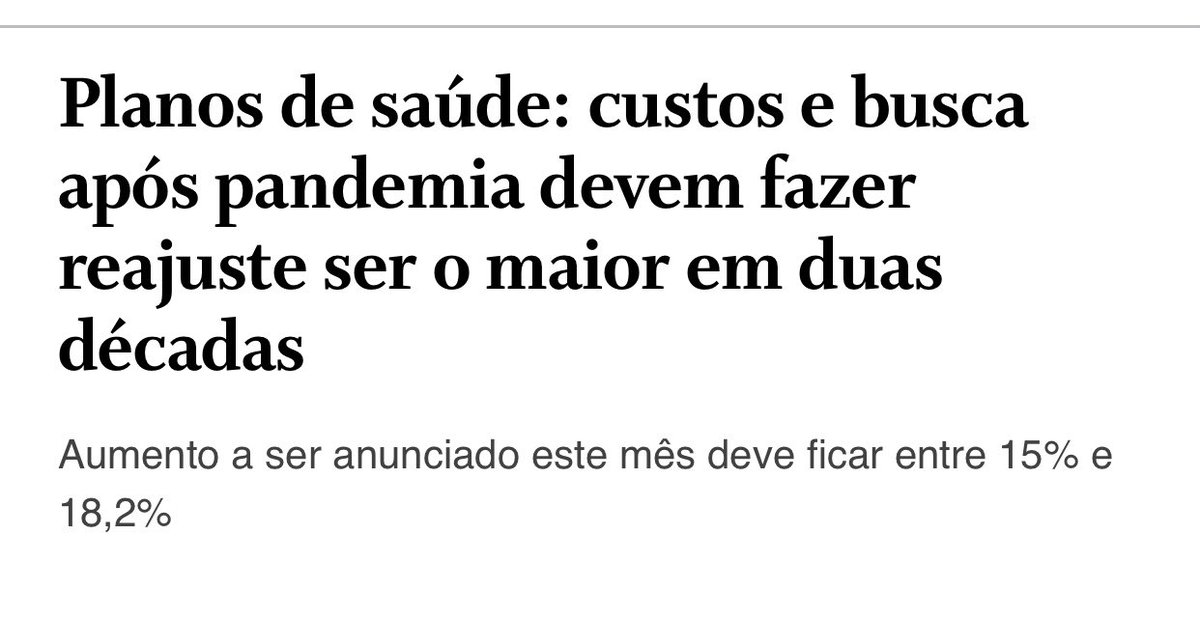 Planos de saúde: custos e busca
após pandemia devem fazer
reajuste ser o maior em duas
décadas
Aumento a ser anunciado este mês deve ficar entre 15% e
18,2%